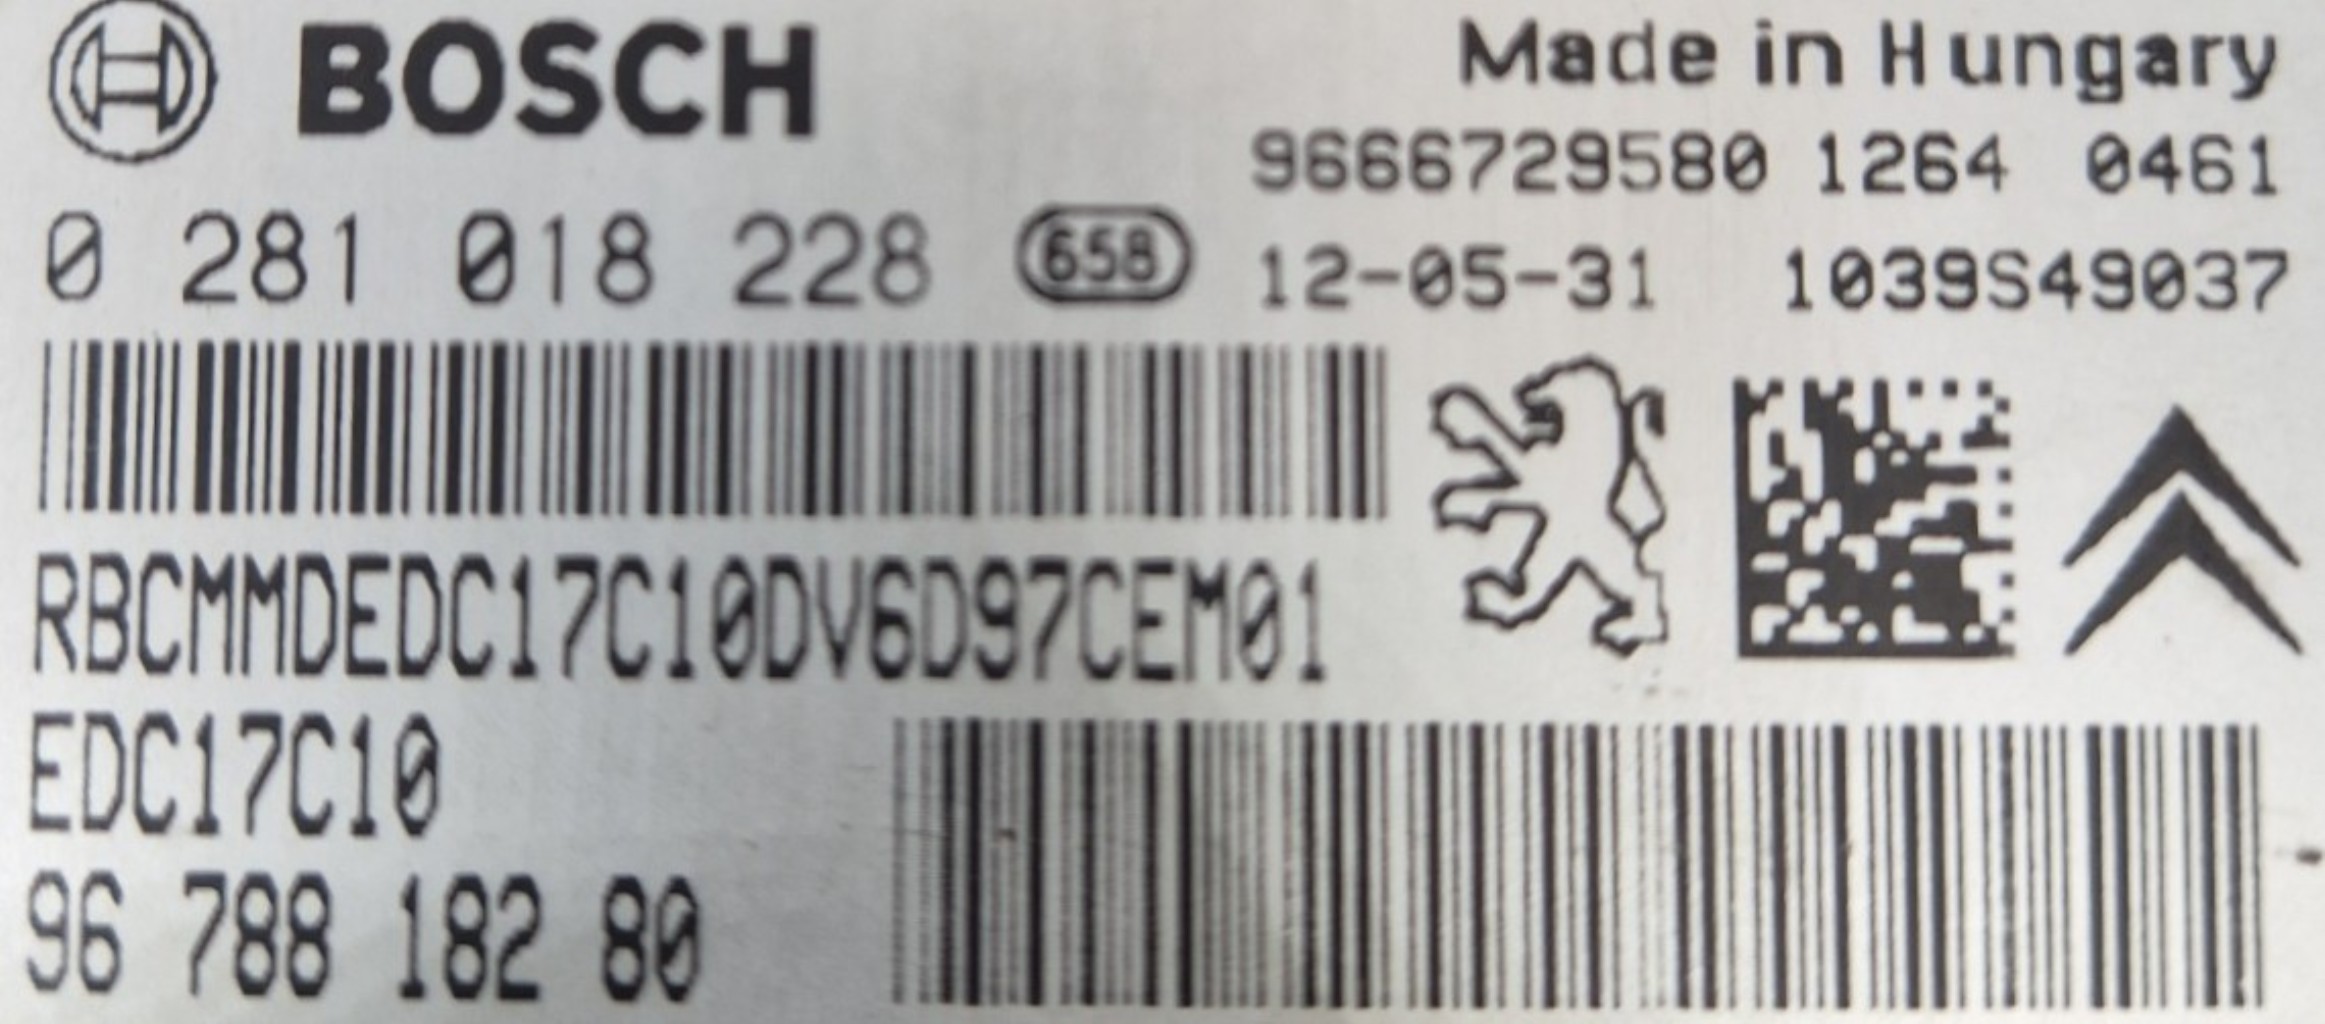 BOSCH
Made in Hungary
9666729580 1264 0461
0 281 018 228 658
12-05-31 1039S49037
RBCMMDEDC17C10DV6D97CEM01
EDC17C10
96 788 182 80